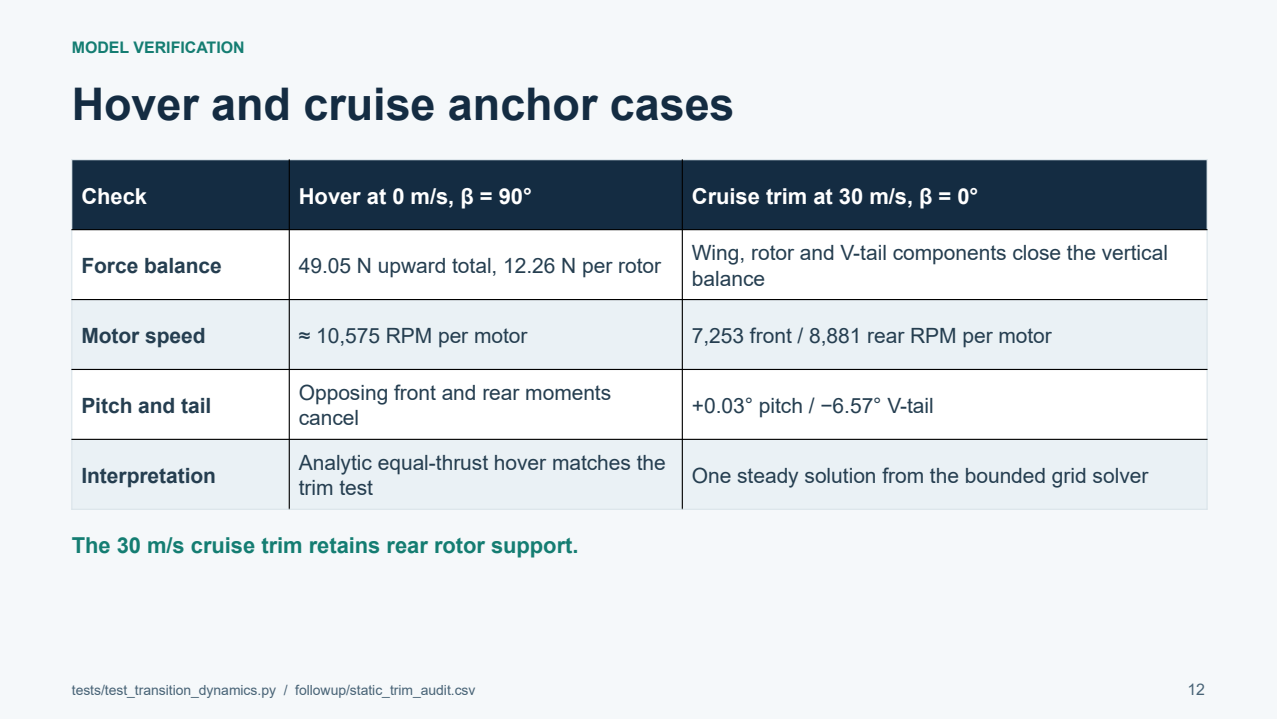 MODEL VERIFICATION
Hover and cruise anchor cases
Check
Hover at 0 m/s, β = 90°
Cruise trim at 30 m/s, β = 0°
Force balance
49.05 N upward total, 12.26 N per rotor
Wing, rotor and V-tail components close the vertical
balance
Motor speed
≈ 10,575 RPM per motor
7,253 front / 8,881 rear RPM per motor
Pitch and tail
Opposing front and rear moments
cancel
+0.03° pitch / −6.57° V-tail
Interpretation
Analytic equal-thrust hover matches the
trim test
One steady solution from the bounded grid solver
The 30 m/s cruise trim retains rear rotor support.
tests/test_transition_dynamics.py / followup/static_trim_audit.csv
12